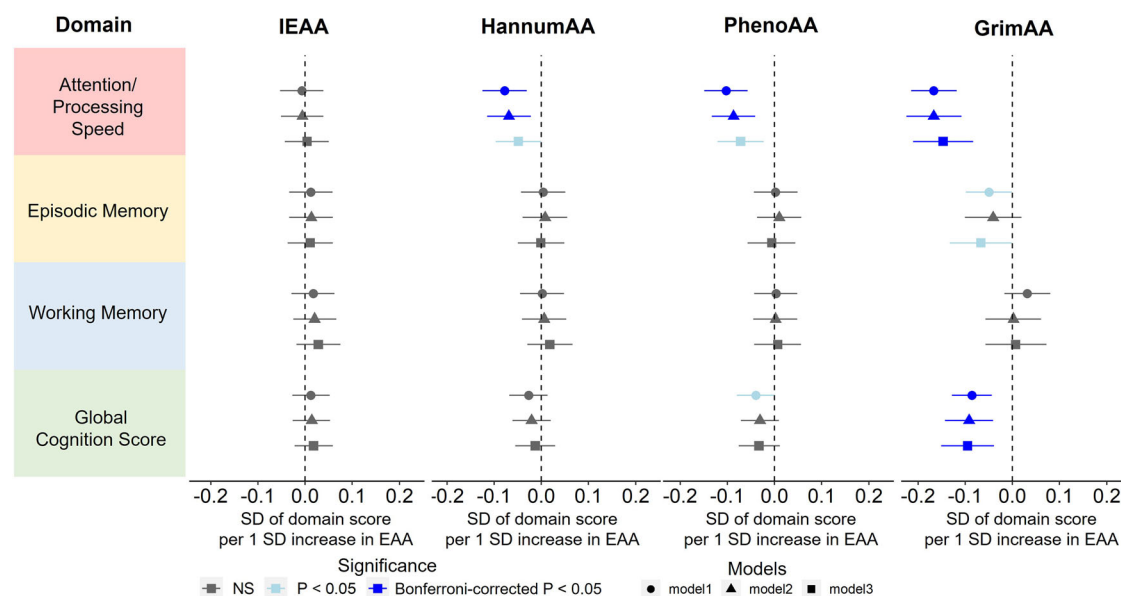 Domain
IEAA
HannumAA
PhenoAA
GrimAA
Attention/
Processing
Speed
Episodic Memory
Working Memory
Global
Cognition Score
-0.2 -0.1 0.0 0.1 0.2
-0.2 -0.1 0.0 0.1 0.2
-0.2 -0.1 0.0 0.1 0.2
-0.2 -0.1 0.0 0.1 0.2
SD of domain score
per 1 SD increase in EAA
SD of domain score
per 1 SD increase in EAA
SD of domain score
per 1 SD increase in EAA
SD of domain score
per 1 SD increase in EAA
Significance
NS P < 0.05 Bonferroni-corrected P < 0.05
Models
model1 model2 model3